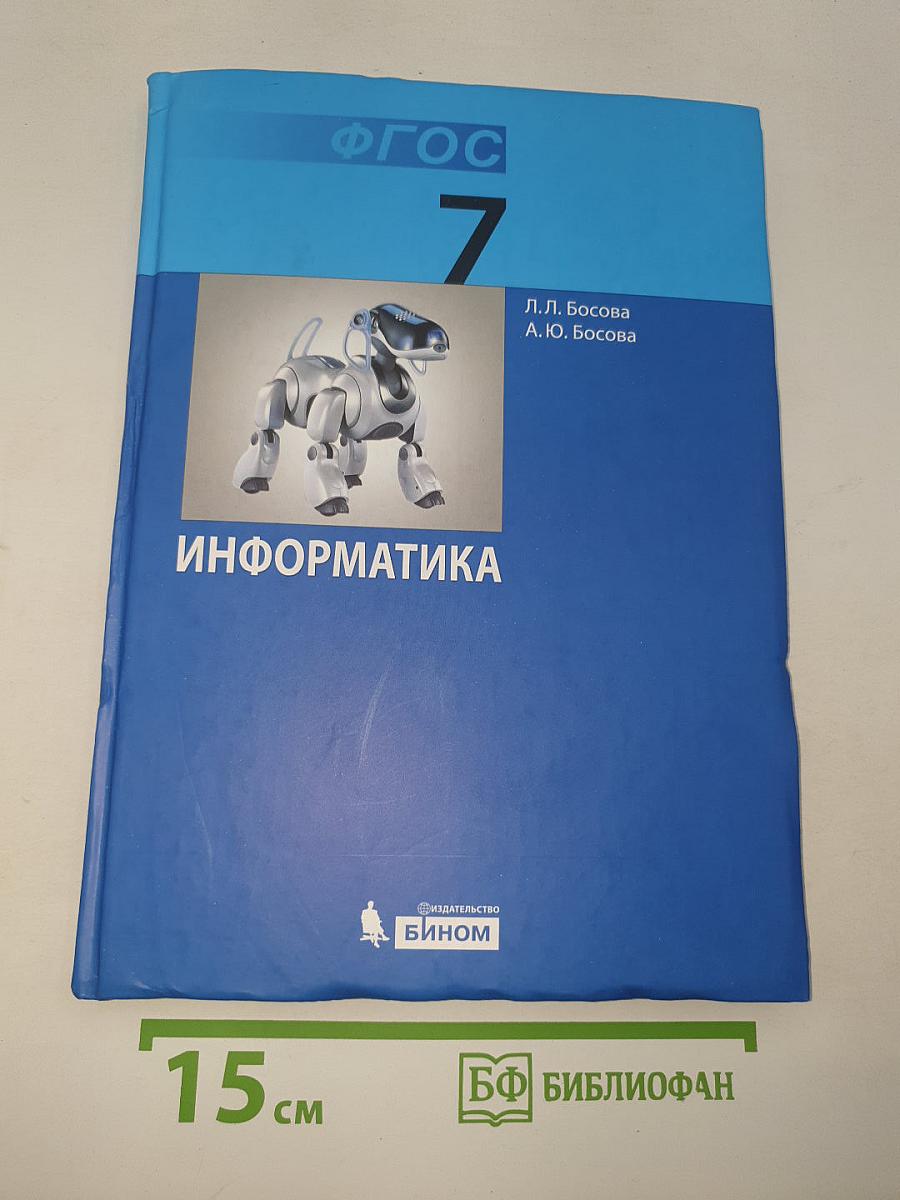 ФГОС
7
Л.Л. Босова
А.Ю. Босова
ИНФОРМАТИКА
ИЗДАТЕЛЬСТВО
БИНОМ
15 см
БФ БИБЛИОФАН